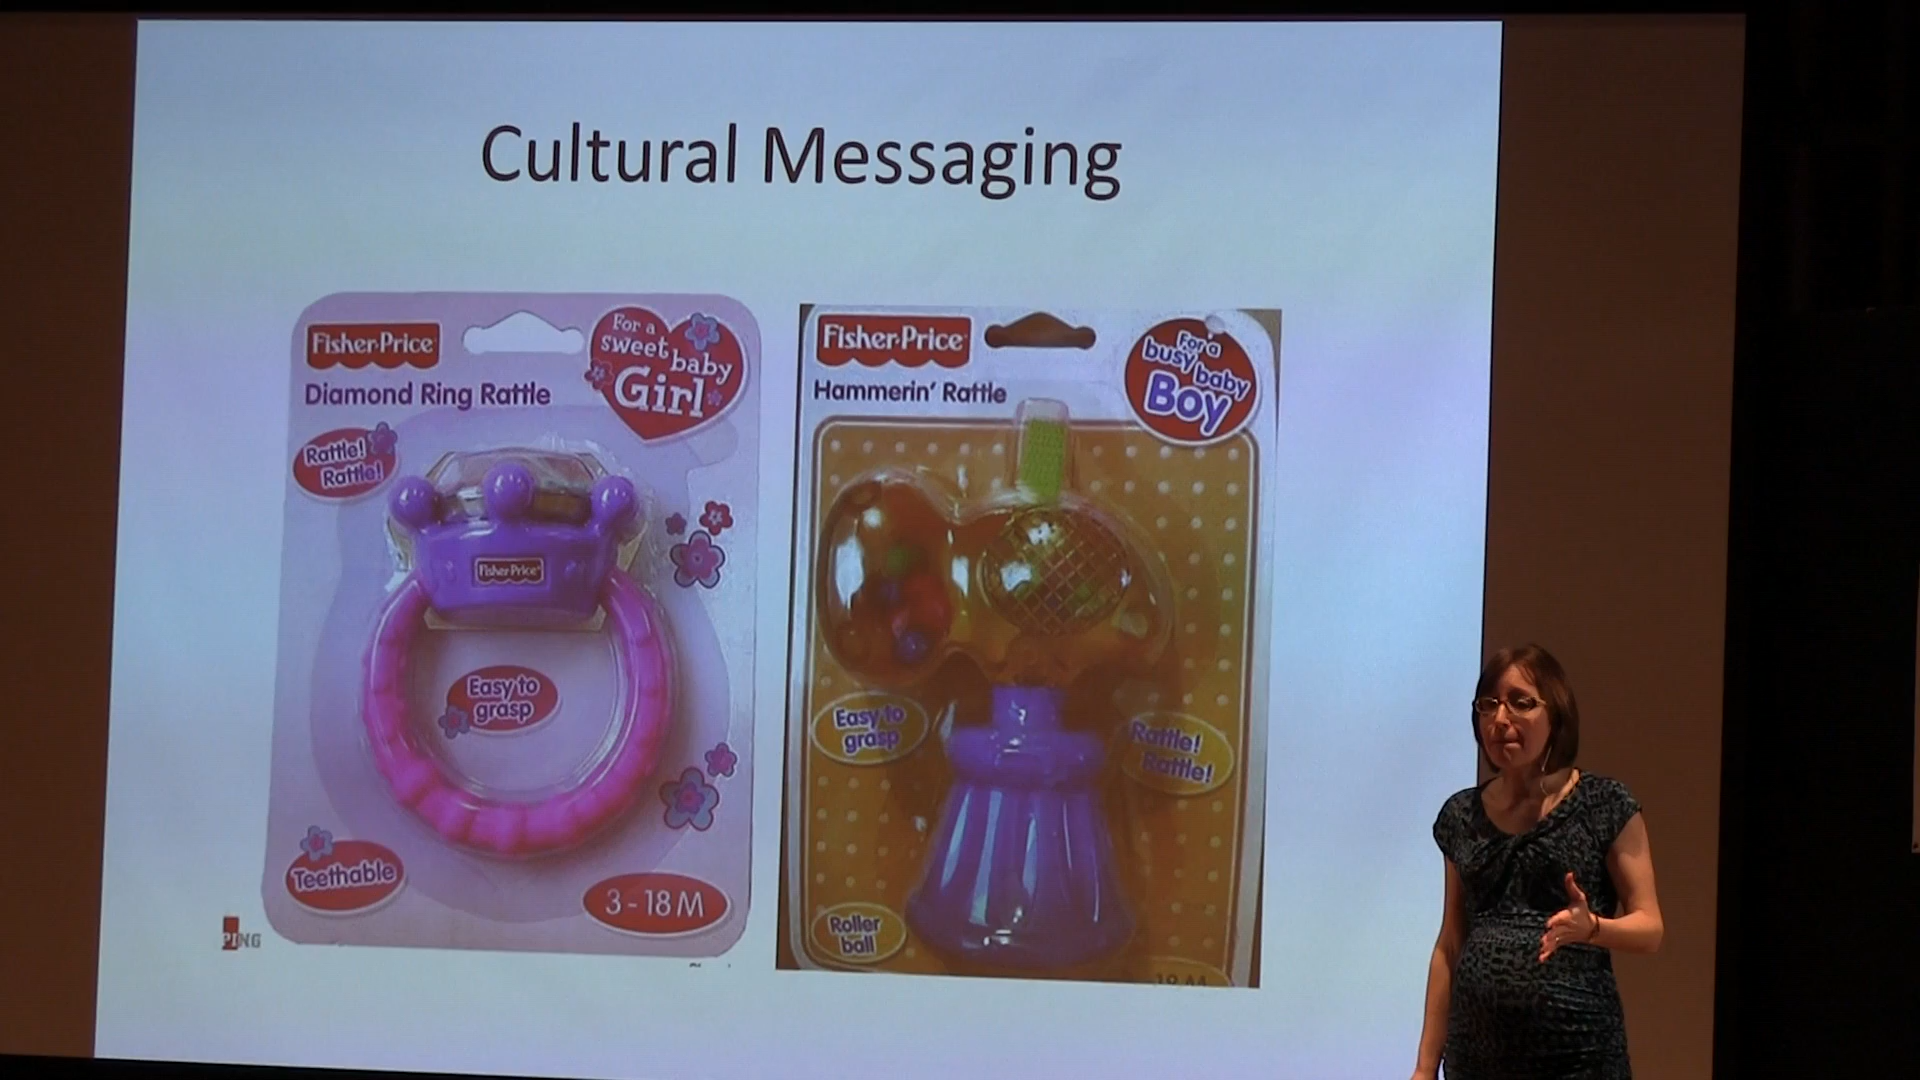 Cultural Messaging
Fisher-Price
Diamond Ring Rattle
For a
sweet baby
Girl
Rattle!
Rattle!
Fisher-Price
Easy to
grasp
Teethable
3-18 M
PING
Fisher-Price
Hammerin' Rattle
For a
busy baby
Boy
Easy to
grasp
Rattle!
Rattle!
Roller
ball